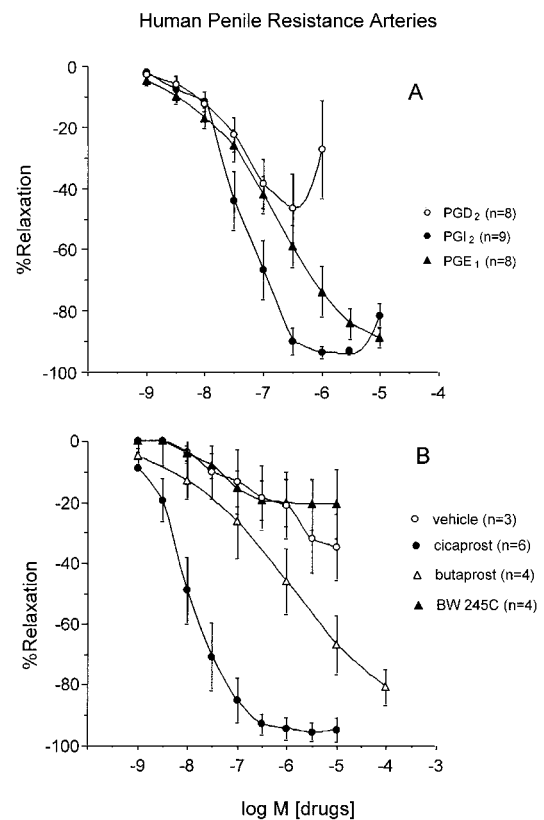 Human Penile Resistance Arteries
A
0
-20
-40
-60
-80
-100
%Relaxation
PGD2 (n=8)
PGI2 (n=9)
PGE1 (n=8)
-9 -8 -7 -6 -5 -4
B
0
-20
-40
-60
-80
-100
%Relaxation
vehicle (n=3)
cicaprost (n=6)
butaprost (n=4)
BW 245C (n=4)
-9 -8 -7 -6 -5 -4 -3
log M [drugs]